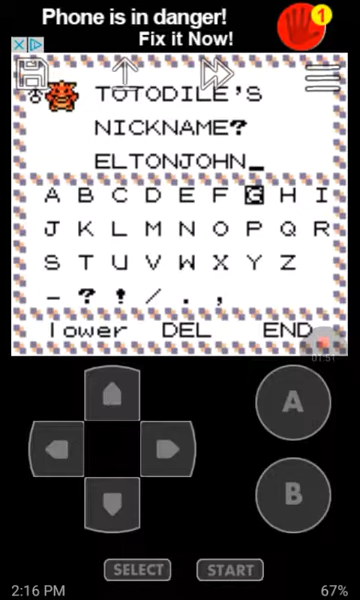 Phone is in danger!
Fix it Now!
1
TOTODILE'S
NICKNAME?
ELTONJOHN_
A B C D E F G H I
J K L M N O P Q R
S T U V W X Y Z
- ? ! / . ,
lower DEL END
01:51
A
B
SELECT START
2:16 PM 67%